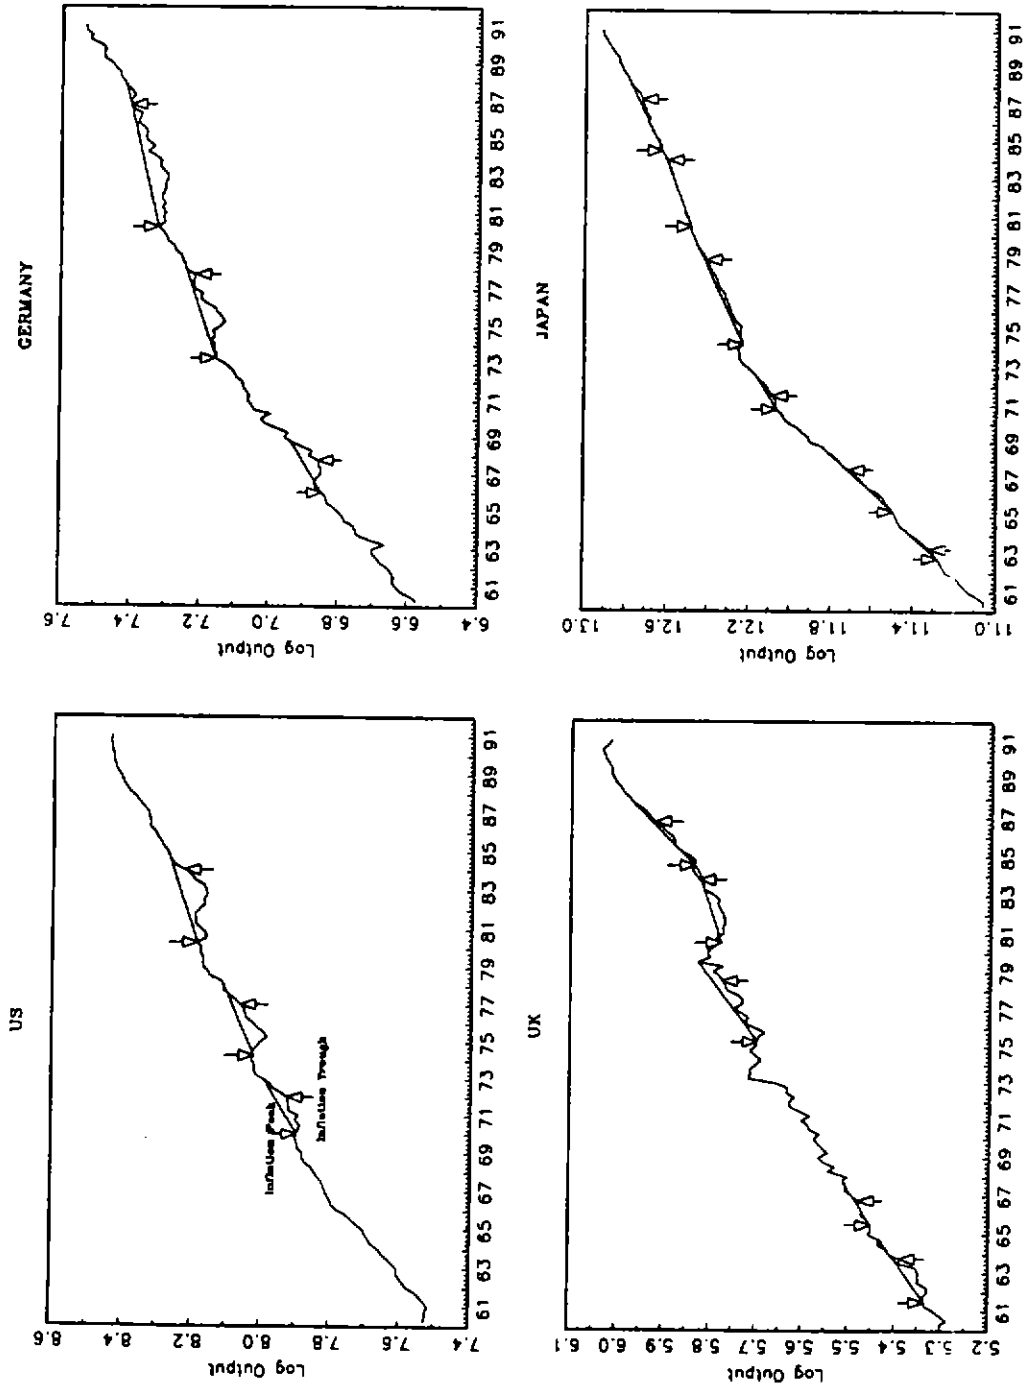 US
Log Output
8.6
8.4
8.2
8.0
7.8
7.6
7.4
Inflation Peak
Inflation Trough
61 63 65 67 69 71 73 75 77 79 81 83 85 87 89 91
GERMANY
Log Output
7.6
7.4
7.2
7.0
6.8
6.6
6.4
61 63 65 67 69 71 73 75 77 79 81 83 85 87 89 91
UK
Log Output
6.1
6.0
5.9
5.8
5.7
5.6
5.5
5.4
5.3
5.2
61 63 65 67 69 71 73 75 77 79 81 83 85 87 89 91
JAPAN
Log Output
13.0
12.6
12.2
11.8
11.4
11.0
61 63 65 67 69 71 73 75 77 79 81 83 85 87 89 91